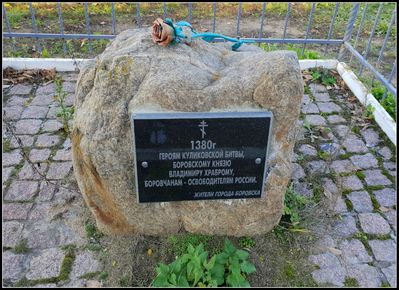 1380г
ГЕРОЯМ КУЛИКОВСКОЙ БИТВЫ,
БОРОВСКОМУ КНЯЗЮ
ВЛАДИМИРУ ХРАБРОМУ,
БОРОВЧАНАМ - ОСВОБОДИТЕЛЯМ РОССИИ.
ЖИТЕЛИ ГОРОДА БОРОВСКА